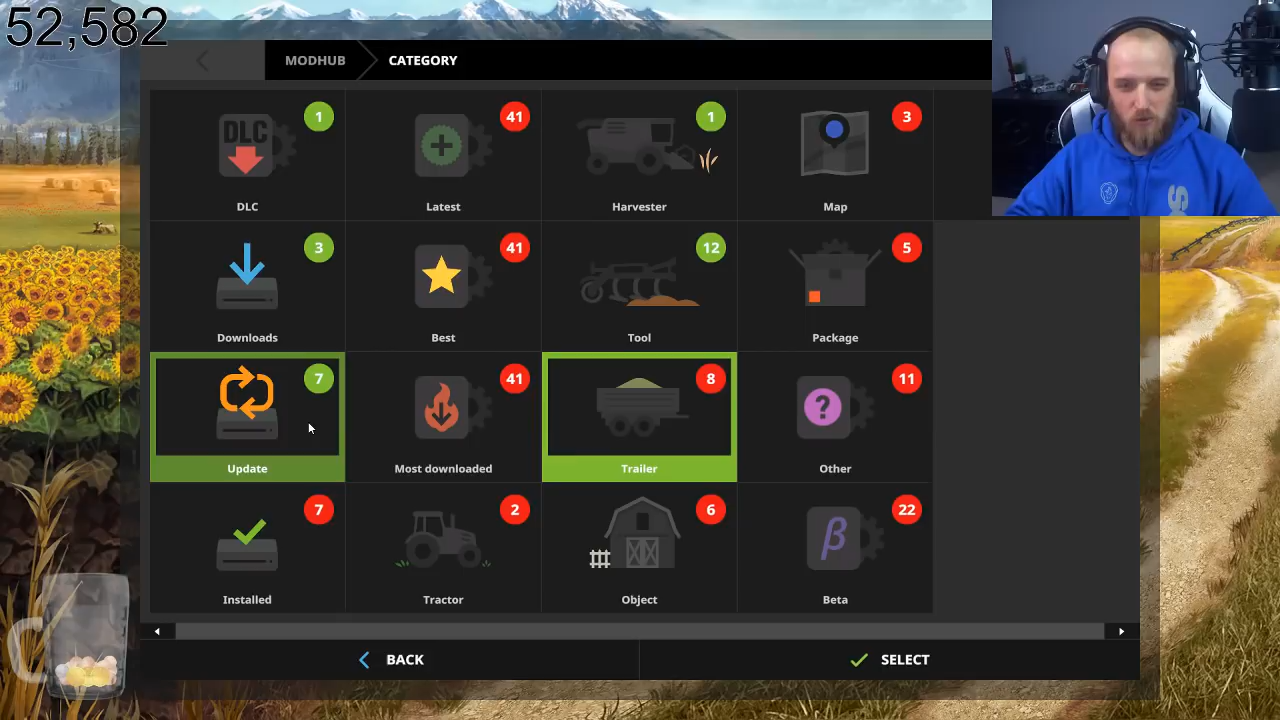 52,582
MODHUB
CATEGORY
DLC
1
DLC
41
Latest
1
Harvester
3
Map
3
Downloads
41
Best
12
Tool
5
Package
7
Update
41
Most downloaded
8
Trailer
?
11
Other
7
Installed
2
Tractor
6
Object
β
22
Beta
BACK
SELECT